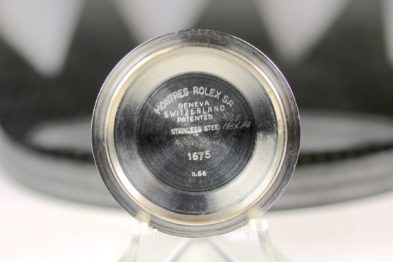 MONTRES ROLEX S.A.
GENEVA
SWITZERLAND
PATENTED
STAINLESS STEEL
1675